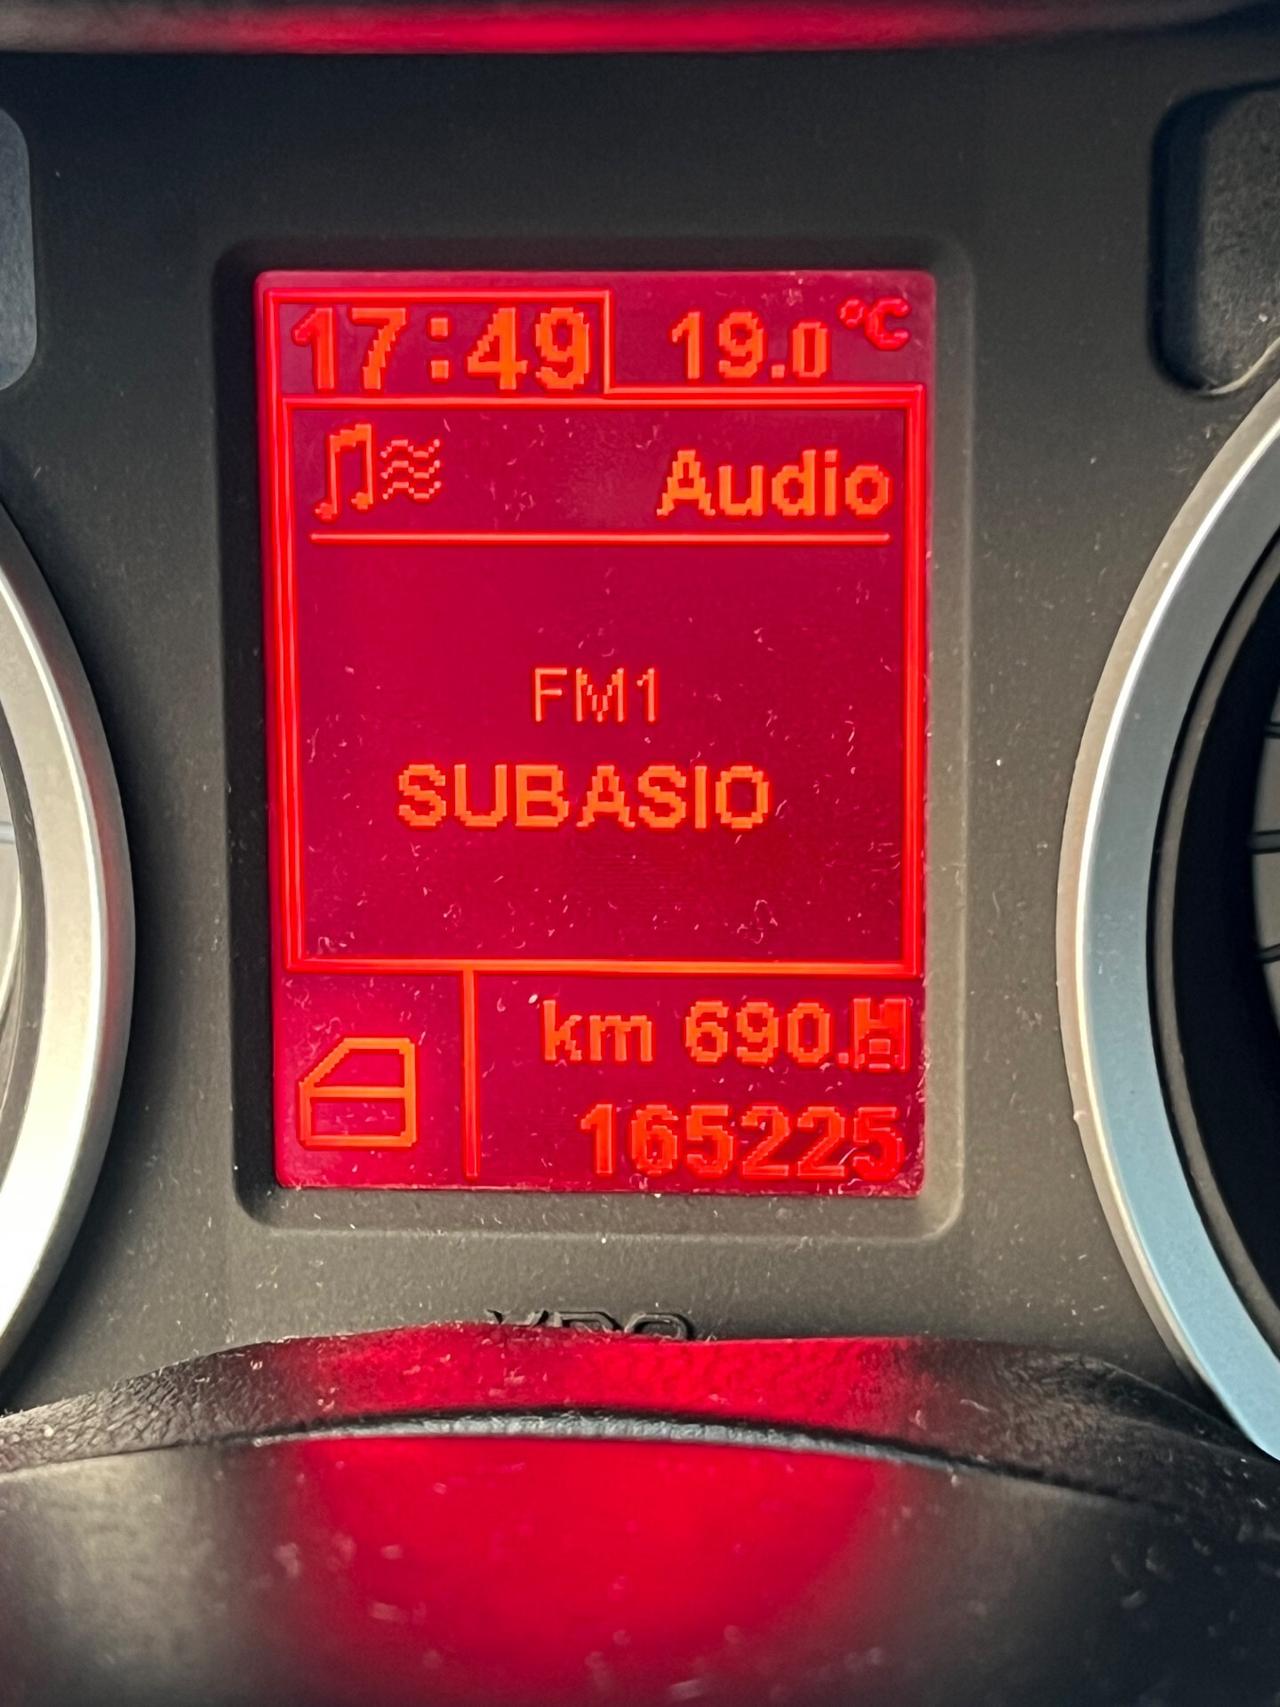 17:49 19.0 °C
Audio
FM1
SUBASIO
km 690.
165225